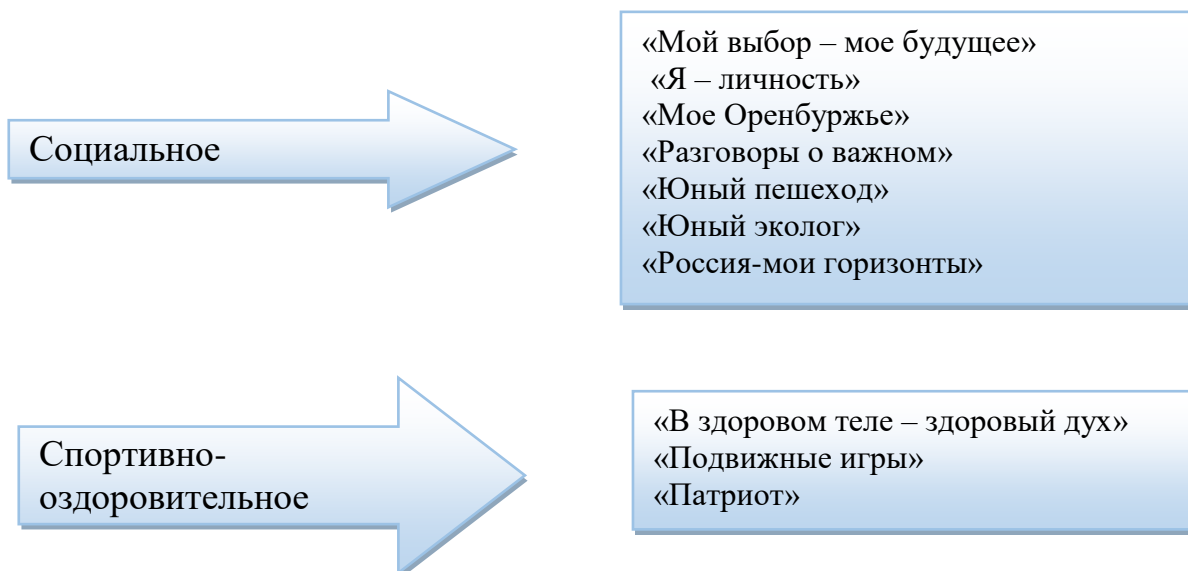 Социальное
«Мой выбор – мое будущее»
«Я – личность»
«Мое Оренбуржье»
«Разговоры о важном»
«Юный пешеход»
«Юный эколог»
«Россия-мои горизонты»
Спортивно-
оздоровительное
«В здоровом теле – здоровый дух»
«Подвижные игры»
«Патриот»